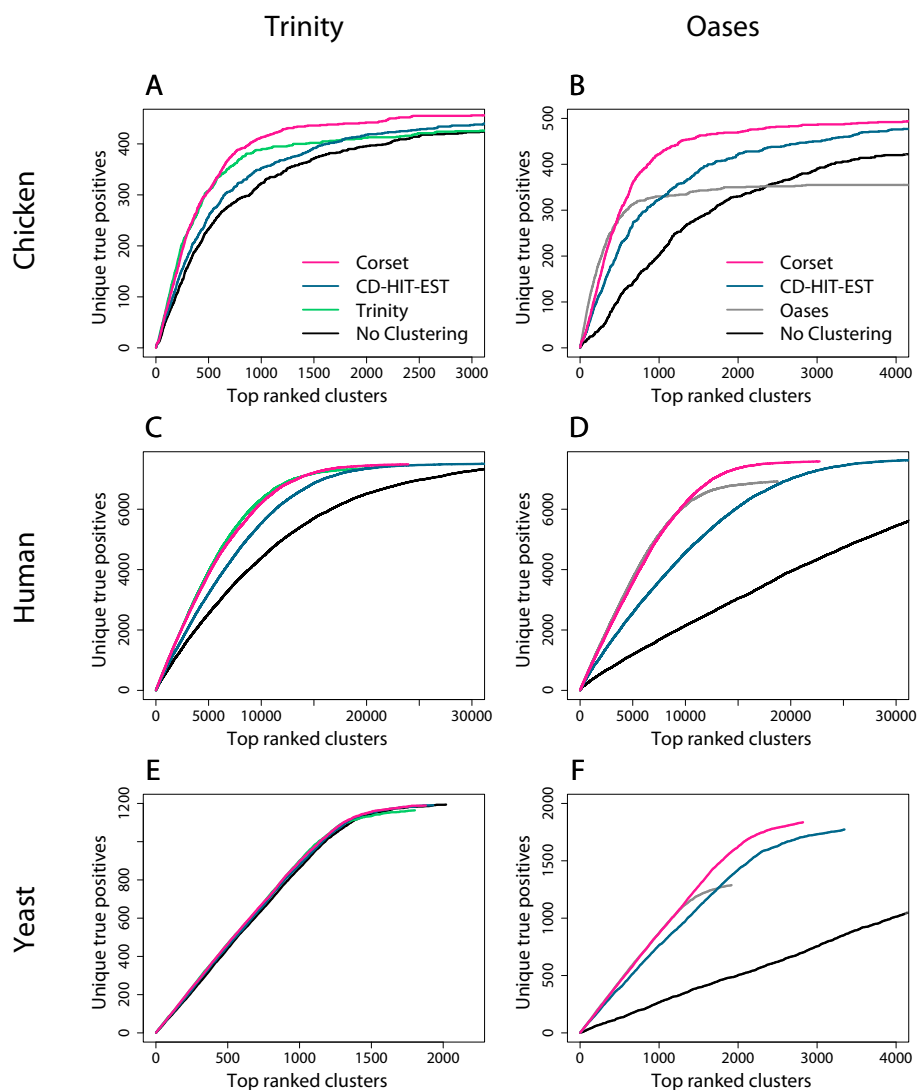 Trinity
Oases
Chicken
A
Unique true positives
0
100
200
300
400
Corset
CD-HIT-EST
Trinity
No Clustering
0
500
1000
1500
2000
2500
3000
Top ranked clusters
B
Unique true positives
0
100
200
300
400
500
Corset
CD-HIT-EST
Oases
No Clustering
0
1000
2000
3000
4000
Top ranked clusters
Human
C
Unique true positives
0
2000
4000
6000
0
5000
10000
20000
30000
Top ranked clusters
D
Unique true positives
0
2000
4000
6000
0
5000
10000
20000
30000
Top ranked clusters
Yeast
E
Unique true positives
0
200
400
600
800
1200
0
500
1000
1500
2000
Top ranked clusters
F
Unique true positives
0
500
1000
1500
2000
0
1000
2000
3000
4000
Top ranked clusters